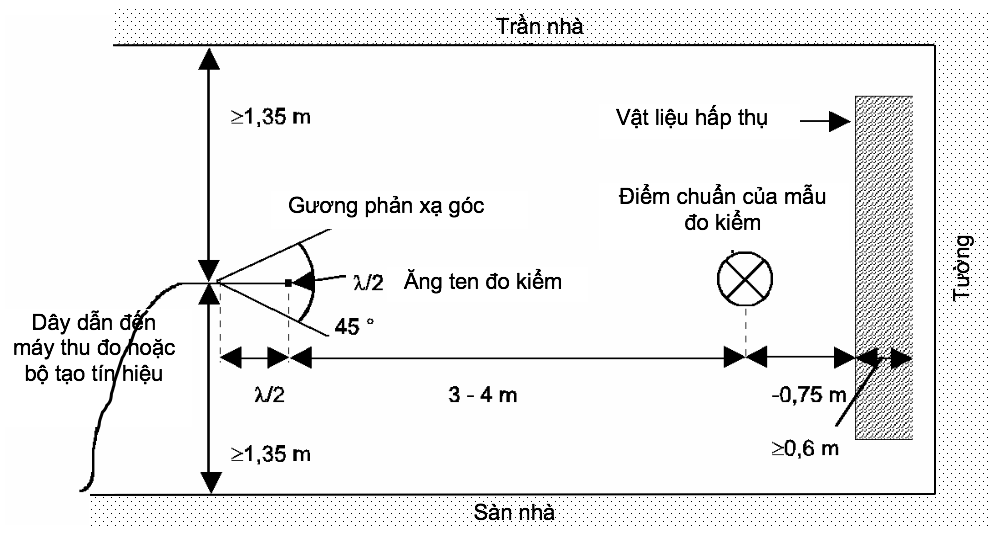 Trần nhà
≥1,35 m
Vật liệu hấp thụ
Gương phản xạ góc
Điểm chuẩn của mẫu
đo kiểm
Tường
λ/2
Ăng ten đo kiểm
45 °
Dây dẫn đến
máy thu đo hoặc
bộ tạo tín hiệu
λ/2
3 - 4 m
-0,75 m
≥1,35 m
≥0,6 m
Sàn nhà